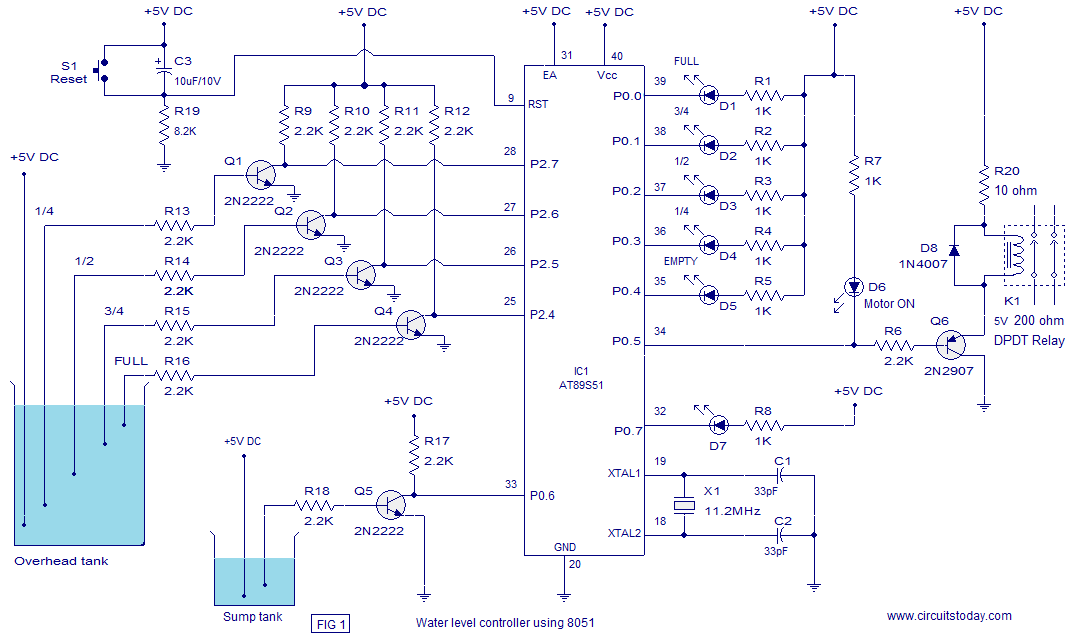 +5V DC
+5V DC
+5V DC
+5V DC
+5V DC
+5V DC
S1
Reset
+
C3
10uF/10V
R19
8.2K
31
EA
40
Vcc
9
RST
R9
2.2K
R10
2.2K
R11
2.2K
R12
2.2K
+5V DC
Q1
2N2222
28
P2.7
Q2
2N2222
27
P2.6
Q3
2N2222
26
P2.5
Q4
2N2222
25
P2.4
1/4
R13
2.2K
1/2
R14
2.2K
3/4
R15
2.2K
FULL
R16
2.2K
Overhead tank
+5V DC
+5V DC
R17
2.2K
R18
2.2K
Q5
2N2222
33
P0.6
Sump tank
IC1
AT89S51
GND
20
FULL
39
P0.0
D1
R1
1K
3/4
38
P0.1
D2
R2
1K
1/2
37
P0.2
D3
R3
1K
1/4
36
P0.3
D4
R4
1K
EMPTY
35
P0.4
D5
R5
1K
34
P0.5
R7
1K
D6
Motor ON
R6
2.2K
Q6
2N2907
R20
10 ohm
D8
1N4007
K1
5V 200 ohm
DPDT Relay
+5V DC
32
P0.7
D7
R8
1K
19
XTAL1
X1
11.2MHz
C1
33pF
18
XTAL2
C2
33pF
FIG 1
Water level controller using 8051
www.circuitstoday.com